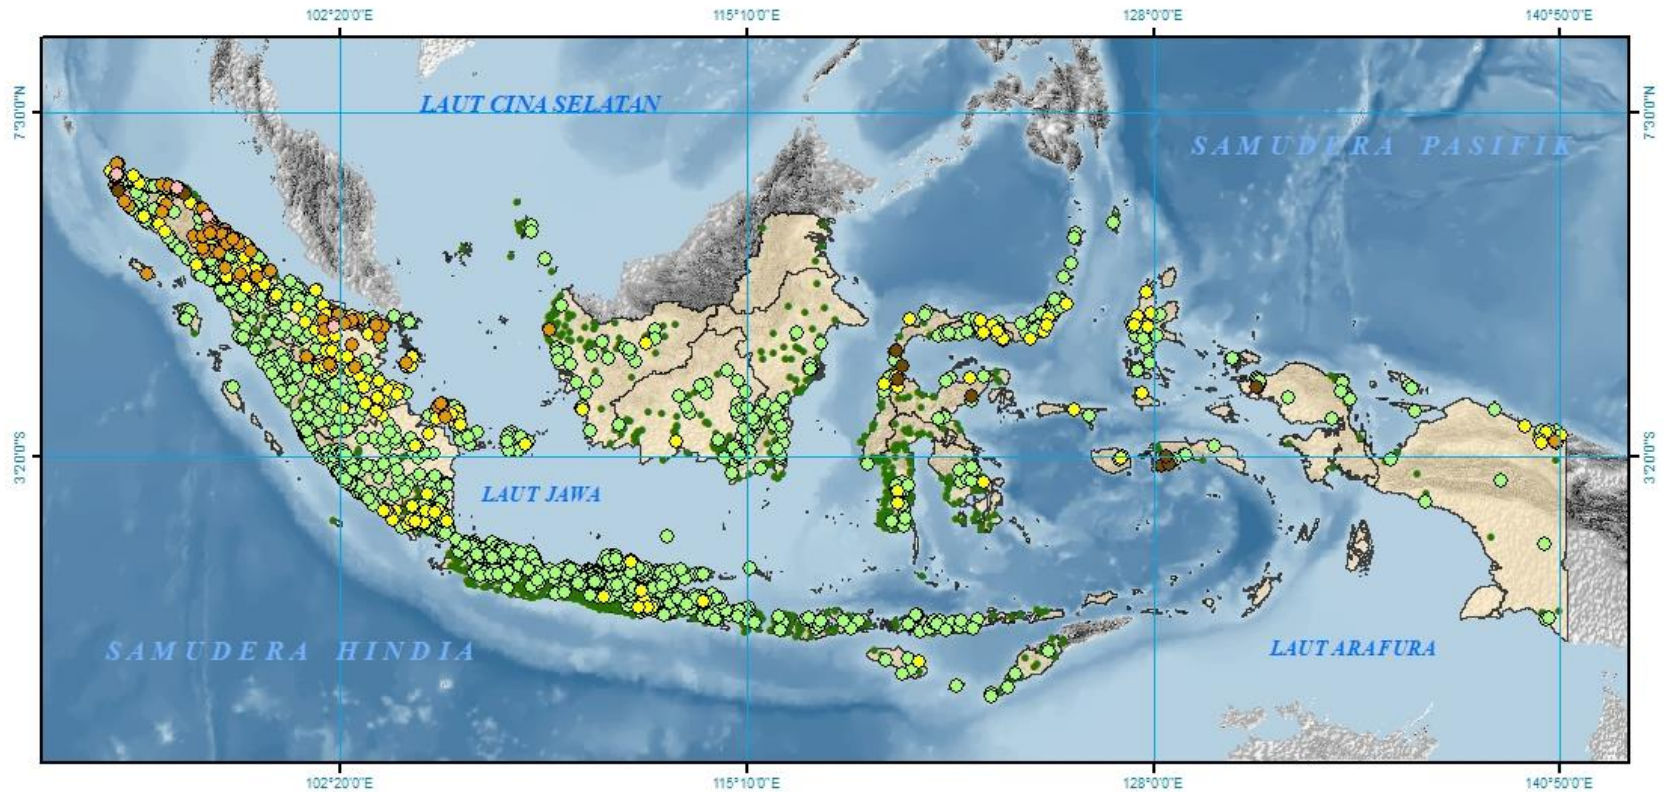 102°20'0"E 115°10'0"E 128°0'0"E 140°50'0"E
7°30'0"N 7°30'0"N
LAUT CINA SELATAN
SAMUDERA PASIFIK
3°20'0"S 3°20'0"S
LAUT JAWA
SAMUDERA HINDIA
LAUT ARAFURA
102°20'0"E 115°10'0"E 128°0'0"E 140°50'0"E